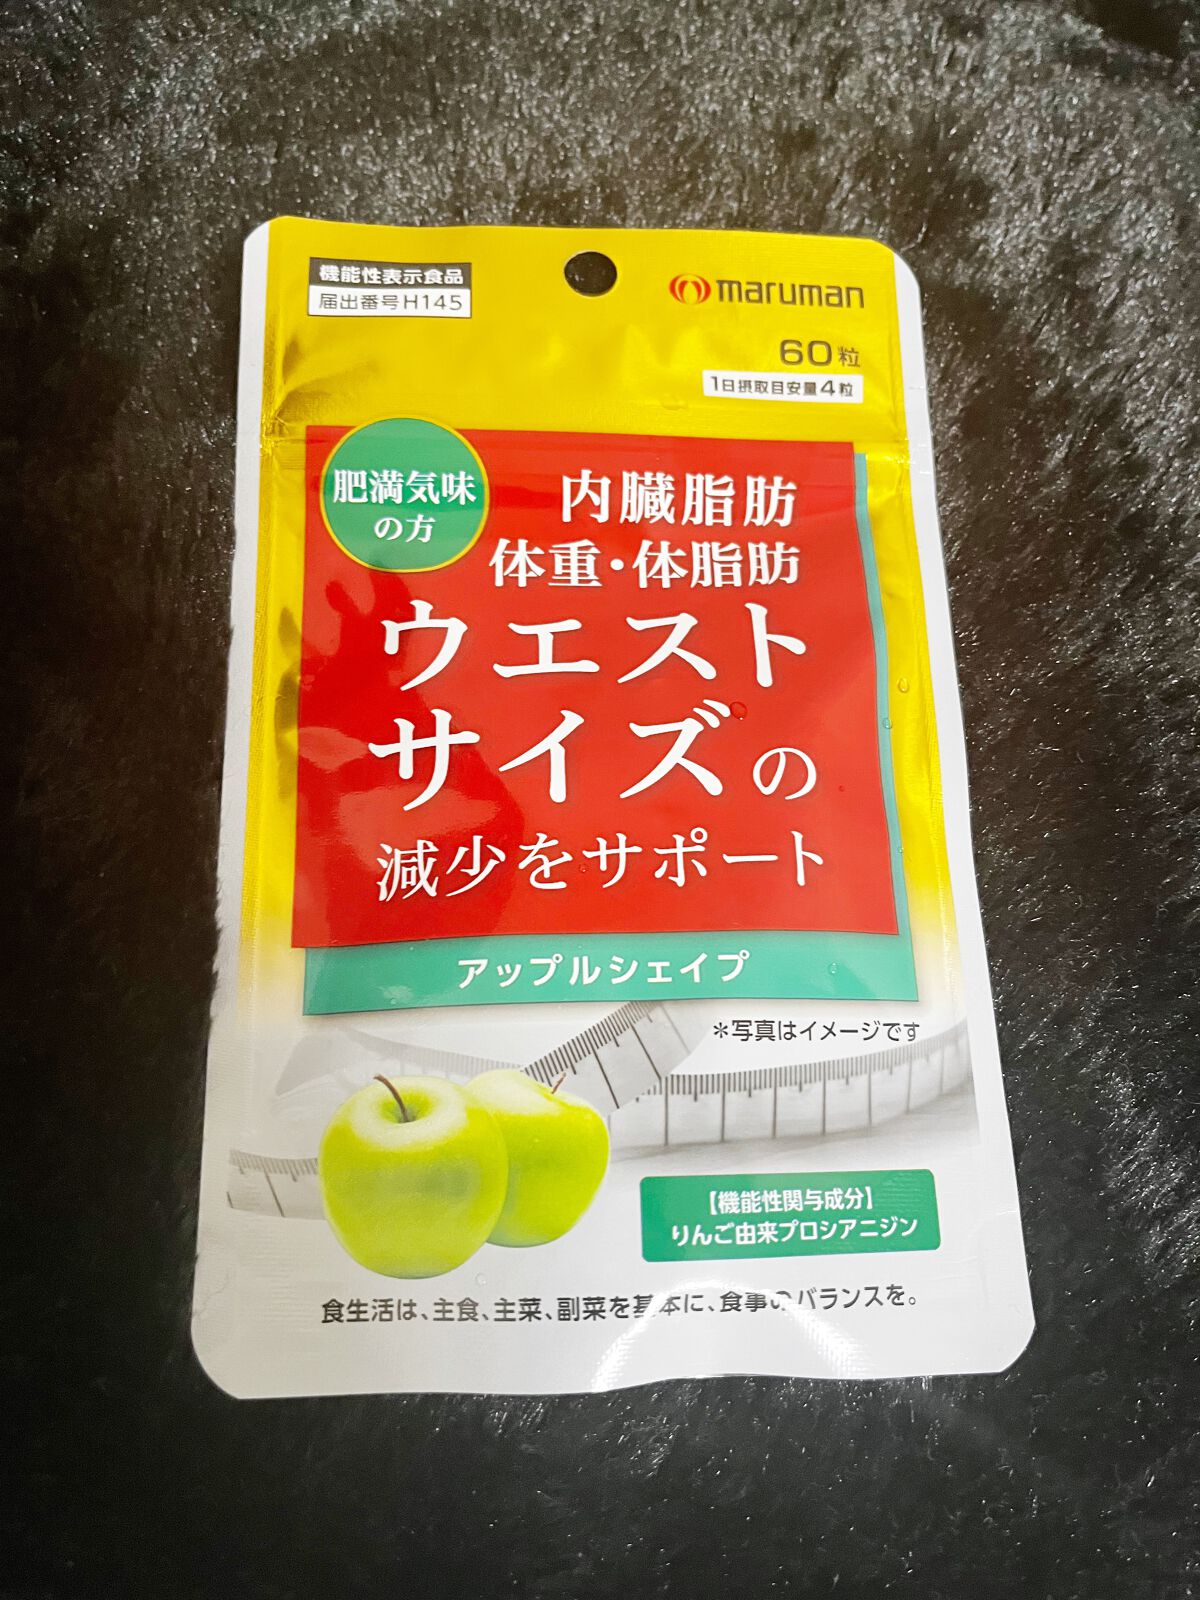 機能性表示食品
届出番号H145
maruman
60粒
1日摂取目安量4粒
肥満気味
の方
内臓脂肪
体重・体脂肪
ウエスト
サイズの
減少をサポート
アップルシェイプ
*写真はイメージです
【機能性関与成分】
りんご由来プロシアニジン
食生活は、主食、主菜、副菜を基本に、食事のバランスを。